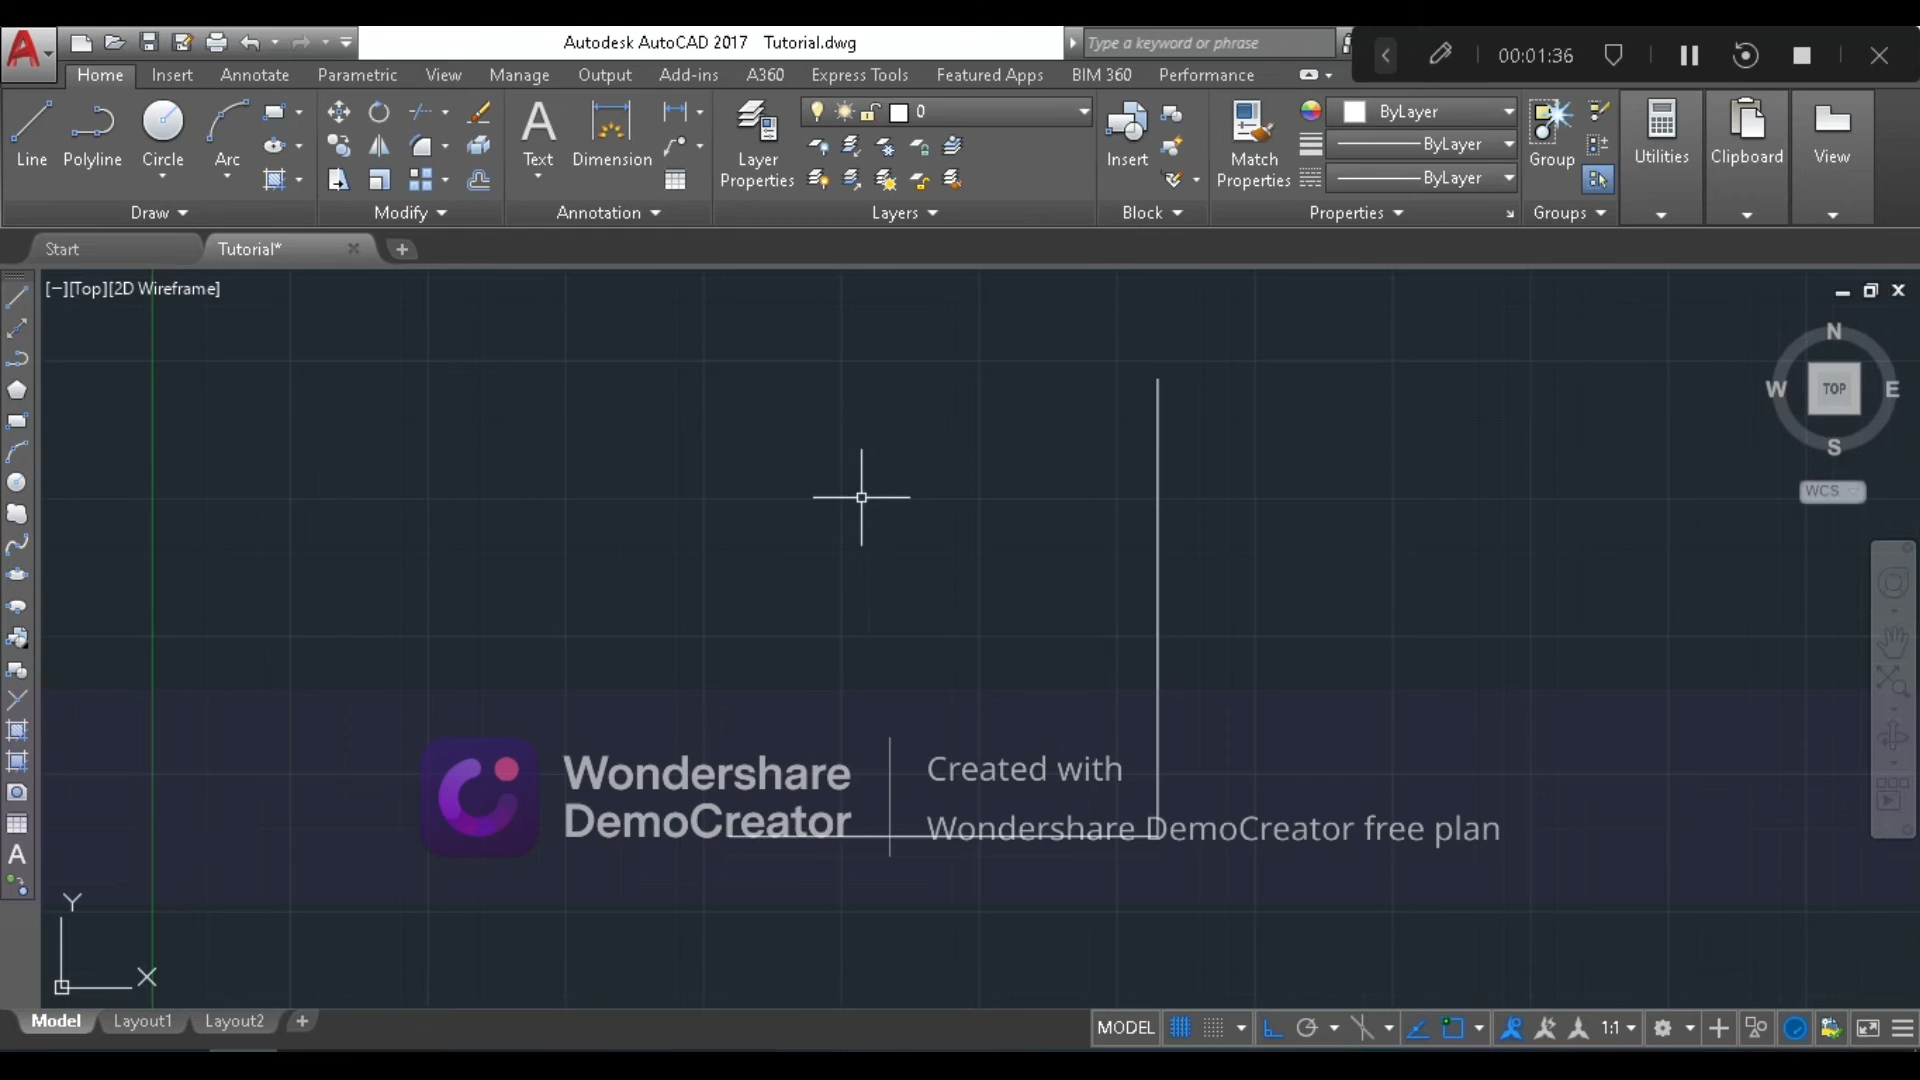 Autodesk AutoCAD 2017 Tutorial.dwg
Type a keyword or phrase
00:01:36
Home Insert Annotate Parametric View Manage Output Add-ins A360 Express Tools Featured Apps BIM 360 Performance
0
ByLayer
ByLayer
ByLayer
Line Polyline Circle Arc
Text Dimension
Layer
Properties
Insert
Match
Properties
Group
Utilities Clipboard View
Draw Modify Annotation Layers Block Properties Groups
Start Tutorial*
[−][Top][2D Wireframe]
N
W TOP E
S
WCS
Wondershare
DemoCreator
Created with
Wondershare DemoCreator free plan
A
Y
X
Model Layout1 Layout2
MODEL 1:1